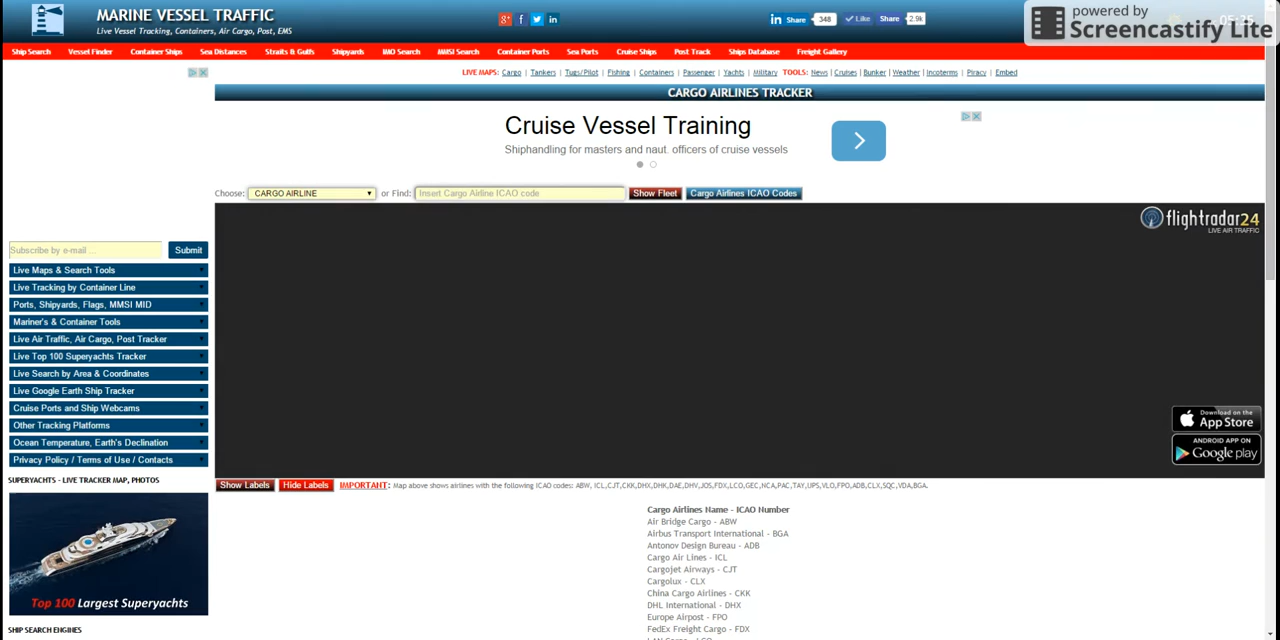 MARINE VESSEL TRAFFIC
Live Vessel Tracking, Containers, Air Cargo, Post, EMS
Share 348 Like Share 2.9k
powered by
Screencastify Lite
Ship Search Vessel Finder Container Ships Sea Distances Straits & Gulfs Shipyards IMO Search MMSI Search Container Ports Sea Ports Cruise Ships Post Track Ships Database Freight Gallery
LIVE MAPS: Cargo | Tankers | Tugs/Pilot | Fishing | Containers | Passenger | Yachts | Military TOOLS: News | Cruises | Bunker | Weather | Incoterms | Piracy | Embed
CARGO AIRLINES TRACKER
Cruise Vessel Training
Shiphandling for masters and naut. officers of cruise vessels
Choose: CARGO AIRLINE or Find: Insert Cargo Airline ICAO code Show Fleet Cargo Airlines ICAO Codes
flightradar24
LIVE AIR TRAFFIC
Subscribe by e-mail ... Submit
Live Maps & Search Tools
Live Tracking by Container Line
Ports, Shipyards, Flags, MMSI MID
Mariner's & Container Tools
Live Air Traffic, Air Cargo, Post Tracker
Live Top 100 Superyachts Tracker
Live Search by Area & Coordinates
Live Google Earth Ship Tracker
Cruise Ports and Ship Webcams
Other Tracking Platforms
Ocean Temperature, Earth's Declination
Privacy Policy / Terms of Use / Contacts
Download on the
App Store
ANDROID APP ON
Google play
SUPERYACHTS - LIVE TRACKER MAP, PHOTOS
Top 100 Largest Superyachts
SHIP SEARCH ENGINES
Show Labels Hide Labels IMPORTANT: Map above shows airlines with the following ICAO codes: ABW, ICL,CJT,CKK,DHX,DHK,DAE,DHV,JOS,FDX,LCO,GEC,NCA,PAC,TAY,UPS,VLO,FPO,ADB,CLX,SQC,VDA,BGA.
Cargo Airlines Name - ICAO Number
Air Bridge Cargo - ABW
Airbus Transport International - BGA
Antonov Design Bureau - ADB
Cargo Air Lines - ICL
Cargojet Airways - CJT
Cargolux - CLX
China Cargo Airlines - CKK
DHL International - DHX
Europe Airpost - FPO
FedEx Freight Cargo - FDX